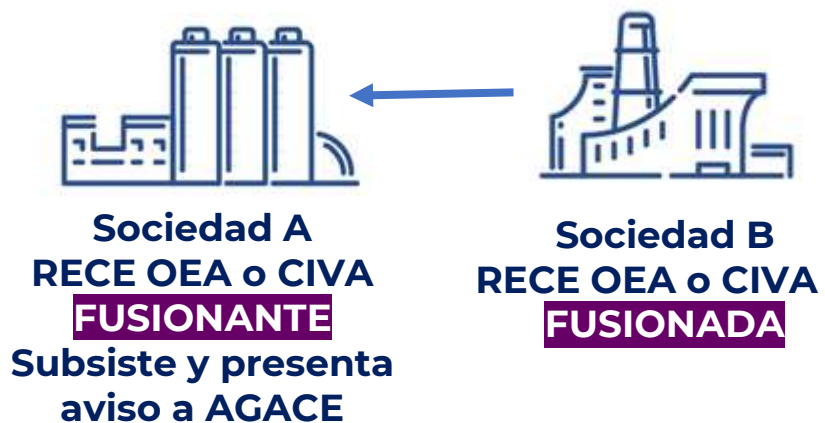 Sociedad A
RECE OEA o CIVA
FUSIONANTE
Subsiste y presenta
aviso a AGACE
Sociedad B
RECE OEA o CIVA
FUSIONADA